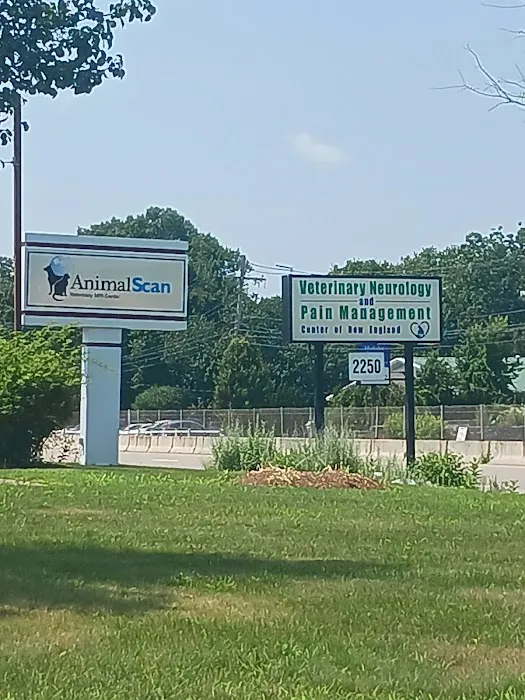 AnimalScan
Veterinary MRI Center
Veterinary Neurology
and
Pain Management
Center of New England
2250